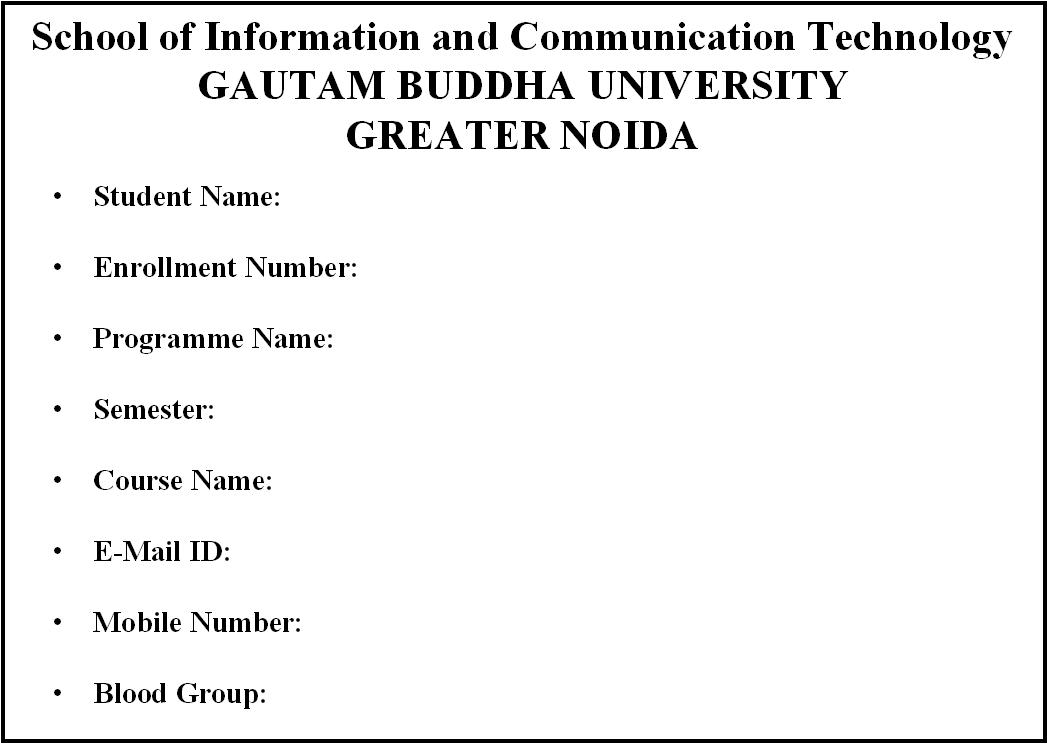 School of Information and Communication Technology
GAUTAM BUDDHA UNIVERSITY
GREATER NOIDA
• Student Name:
• Enrollment Number:
• Programme Name:
• Semester:
• Course Name:
• E-Mail ID:
• Mobile Number:
• Blood Group: